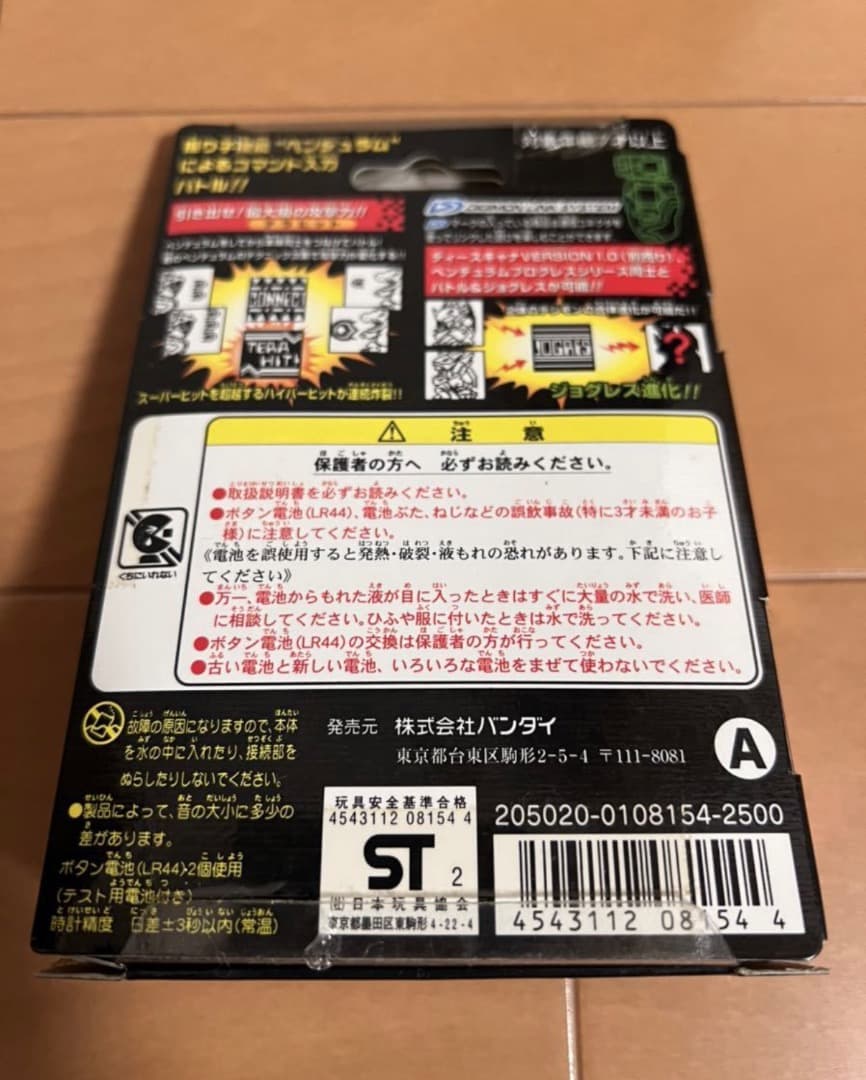 "ペンデュラム"
によるコマンド入力
バトル!!
引き出せ!最大値の攻撃力!!
テラヒット
CONNECT
TERA
HIT!
スーパーヒットを超越するハイパーヒットが連続炸裂!!
ディースキャナVERSION1.0(別売り)、
ペンデュラムプログレスシリーズ同士と
バトル&ジョグレスが可能!!
JOGRES
?
ジョグレス進化!!
注意
保護者の方へ 必ずお読みください。
●取扱説明書を必ずお読みください。
●ボタン電池(LR44)、電池ぶた、ねじなどの誤飲事故(特に3才未満のお子
様)に注意してください。
《電池を誤使用すると発熱・破裂・液もれの恐れがあります。下記に注意し
てください》
●万一、電池からもれた液が目に入ったときはすぐに大量の水で洗い、医師
に相談してください。ひふや服に付いたときは水で洗ってください。
●ボタン電池(LR44)の交換は保護者の方が行ってください。
●古い電池と新しい電池、いろいろな電池をまぜて使わないでください。
くちにいれない
故障の原因になりますので、本体
を水の中に入れたり、接続部を
ぬらしたりしないでください。
●製品によって、音の大小に多少の
差があります。
ボタン電池(LR44)2個使用
(テスト用電池付き)
時計精度 日差±3秒以内(常温)
発売元 株式会社バンダイ
東京都台東区駒形2-5-4 〒111-8081
A
玩具安全基準合格
4543112 08154 4
ST 2
(社)日本玩具協会
東京都墨田区東駒形4-22-4
205020-0108154-2500
4543112 08154 4